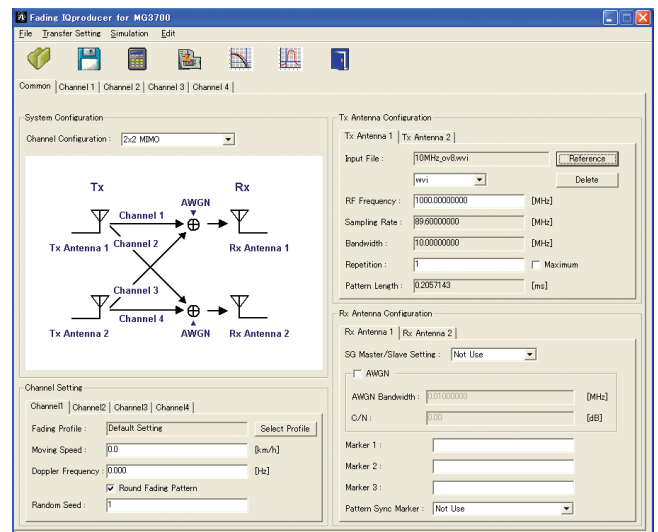 Fading IQproducer for MG3700
File Transfer Setting Simulation Edit
Common Channel 1 Channel 2 Channel 3 Channel 4
System Configuration
Channel Configuration : 2x2 MIMO
Tx Rx
AWGN
Channel 1
Tx Antenna 1 Channel 2 Rx Antenna 1
Channel 3
Channel 4
Tx Antenna 2 AWGN Rx Antenna 2
Channel Setting
Channel1 Channel2 Channel3 Channel4
Fading Profile : Default Setting Select Profile
Moving Speed : 0.0 [km/h]
Doppler Frequency : 0.000 [Hz]
Round Fading Pattern
Random Seed : 1
Tx Antenna Configuration
Tx Antenna 1 Tx Antenna 2
Input File : 10MHz_ov8.wvi Reference
wvi Delete
RF Frequency : 1000.00000000 [MHz]
Sampling Rate : 89.60000000 [MHz]
Bandwidth : 10.00000000 [MHz]
Repetition : 1 Maximum
Pattern Length : 0.2057143 [ms]
Rx Antenna Configuration
Rx Antenna 1 Rx Antenna 2
SG Master/Slave Setting : Not Use
AWGN
AWGN Bandwidth : 0.01000000 [MHz]
C/N : 0.00 [dB]
Marker 1 :
Marker 2 :
Marker 3 :
Pattern Sync Marker : Not Use